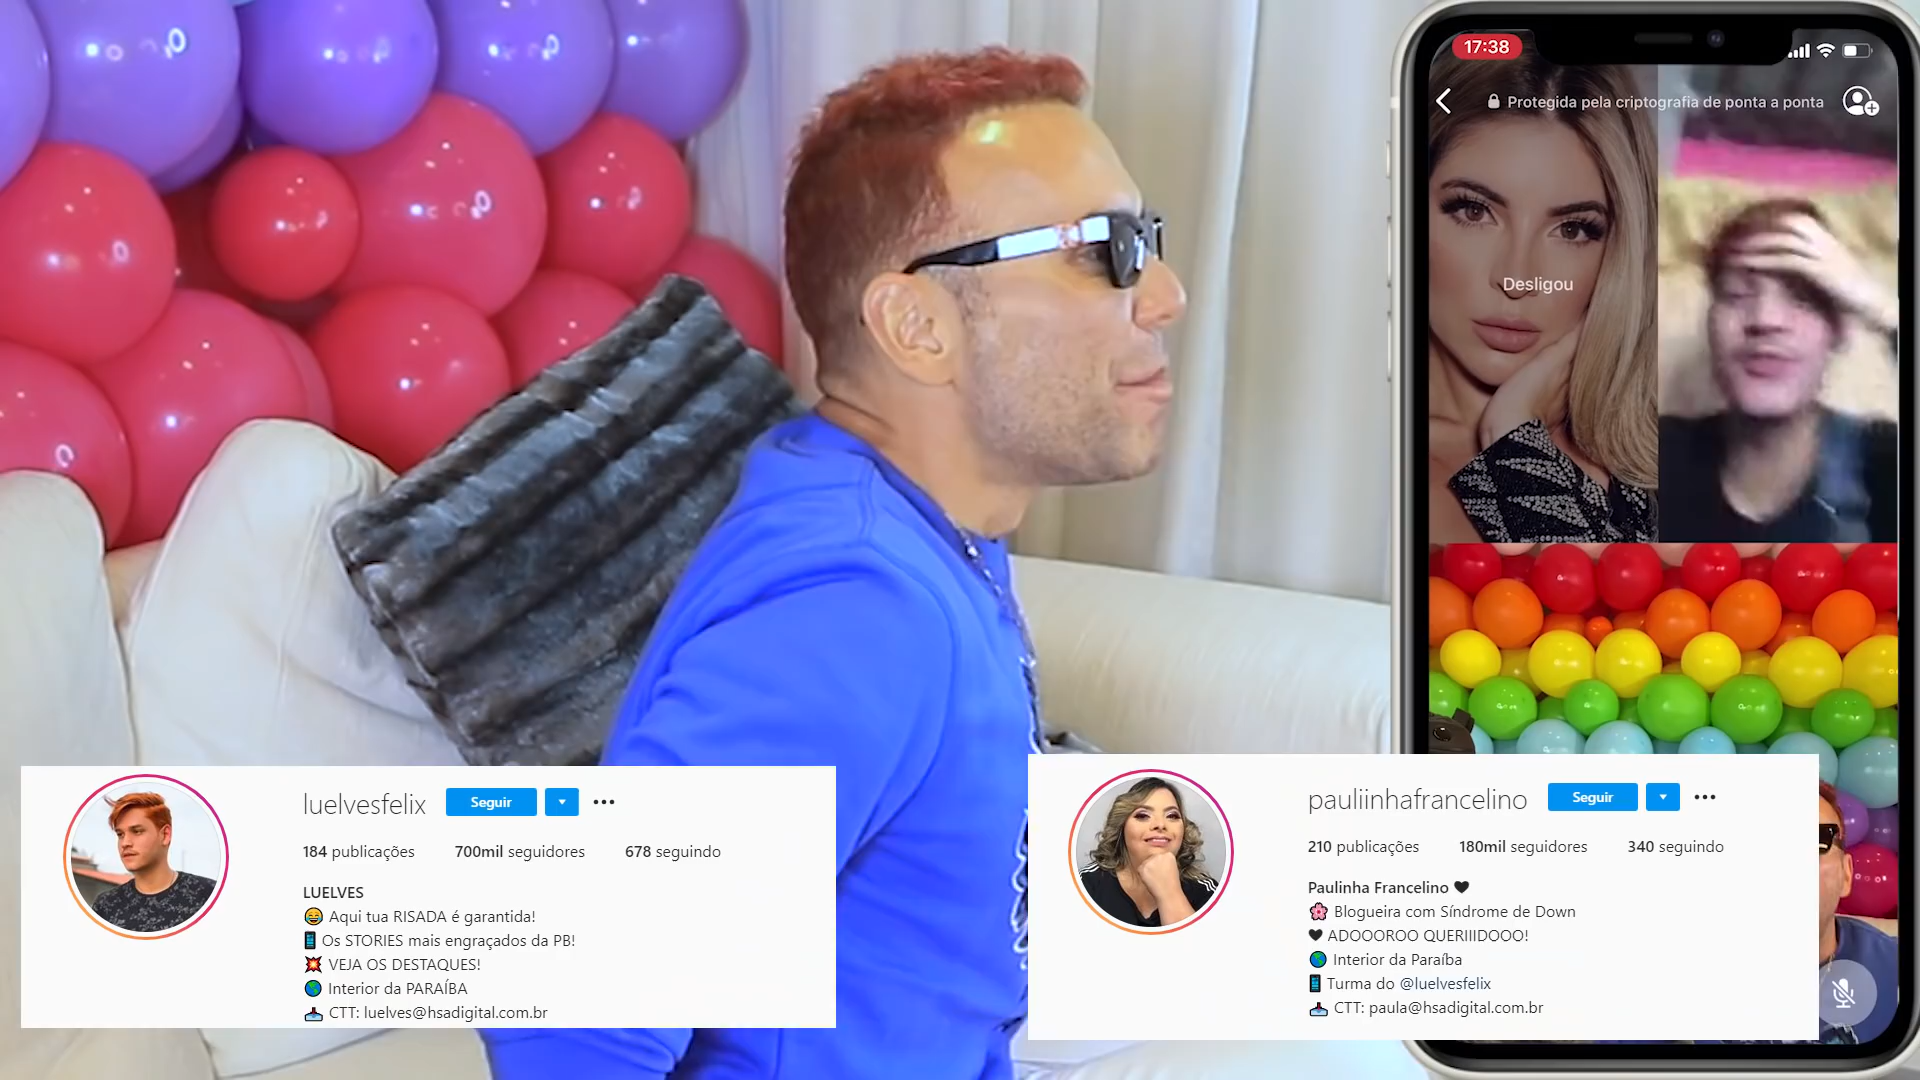 17:38
Protegida pela criptografia de ponta a ponta
Desligou
luelvesfelix Seguir
184 publicações 700mil seguidores 678 seguindo
LUELVES
😂 Aqui tua RISADA é garantida!
📱 Os STORIES mais engraçados da PB!
💥 VEJA OS DESTAQUES!
🌎 Interior da PARAÍBA
📥 CTT: luelves@hsadigital.com.br
pauliinhafrancelino Seguir
210 publicações 180mil seguidores 340 seguindo
Paulinha Francelino 🖤
🌸 Blogueira com Síndrome de Down
🖤 ADOOOROO QUERIIIDOOO!
🌎 Interior da Paraíba
📱 Turma do @luelvesfelix
📥 CTT: paula@hsadigital.com.br